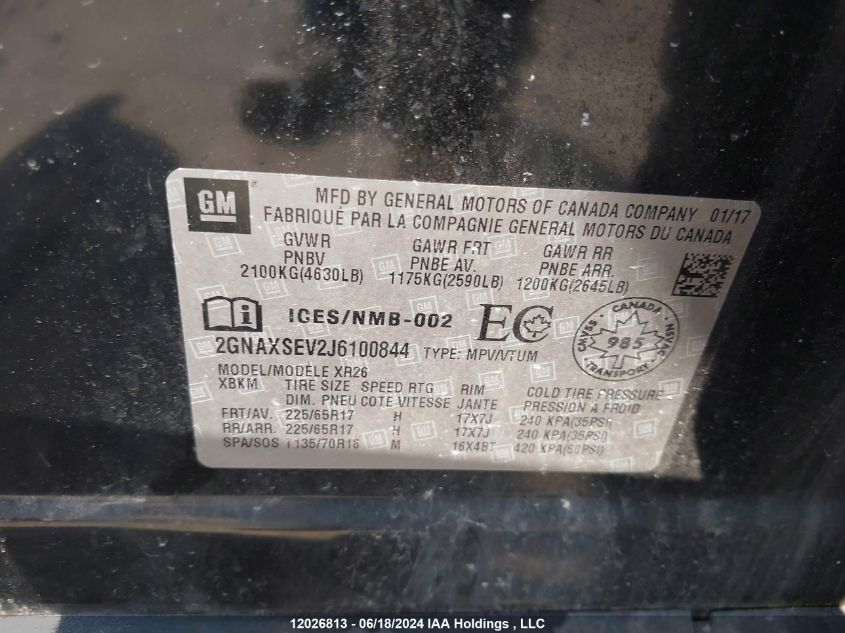 GM
MFD BY GENERAL MOTORS OF CANADA COMPANY 01/17
FABRIQUÉ PAR LA COMPAGNIE GENERAL MOTORS DU CANADA
GVWR GAWR FRT GAWR RR
PNBV PNBE AV. PNBE ARR.
2100KG(4630LB) 1175KG(2590LB) 1200KG(2645LB)
ICES/NMB-002 EC
CANADA CMVSS NSVAC 985 TRANSPORT
2GNAXSEV2J6100844 TYPE: MPV/VTUM
MODEL/MODÈLE XR26
XBKM TIRE SIZE SPEED RTG RIM COLD TIRE PRESSURE
DIM. PNEU COTE VITESSE JANTE PRESSION A FROID
FRT/AV. 225/65R17 H 17X7J 240 KPA(35PSI)
RR/ARR. 225/65R17 H 17X7J 240 KPA(35PSI)
SPA/SOS T135/70R16 M 16X4BT 420 KPA(60PSI)
12026813 - 06/18/2024 IAA Holdings , LLC